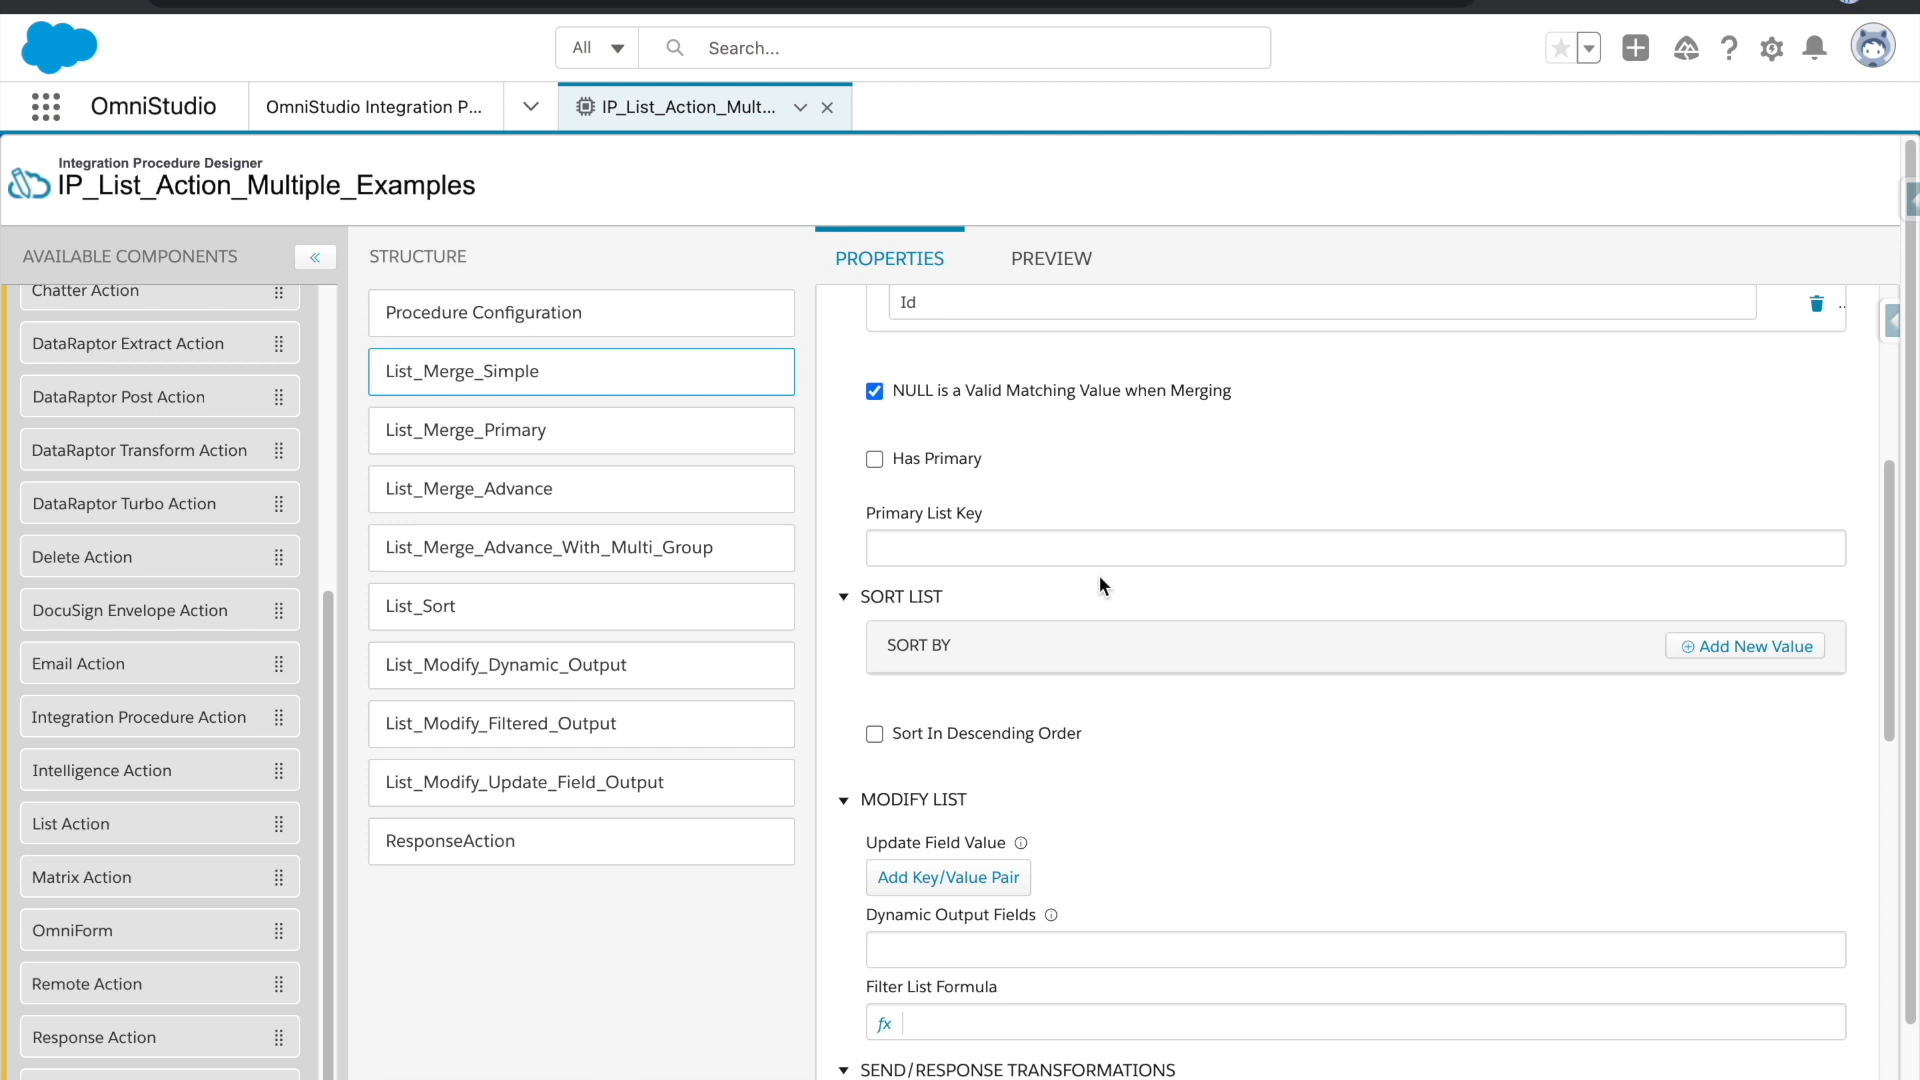 All
Search...
OmniStudio
OmniStudio Integration P...
IP_List_Action_Mult...
Integration Procedure Designer
IP_List_Action_Multiple_Examples
AVAILABLE COMPONENTS
STRUCTURE
PROPERTIES
PREVIEW
Chatter Action
DataRaptor Extract Action
DataRaptor Post Action
DataRaptor Transform Action
DataRaptor Turbo Action
Delete Action
DocuSign Envelope Action
Email Action
Integration Procedure Action
Intelligence Action
List Action
Matrix Action
OmniForm
Remote Action
Response Action
Procedure Configuration
List_Merge_Simple
List_Merge_Primary
List_Merge_Advance
List_Merge_Advance_With_Multi_Group
List_Sort
List_Modify_Dynamic_Output
List_Modify_Filtered_Output
List_Modify_Update_Field_Output
ResponseAction
Id
NULL is a Valid Matching Value when Merging
Has Primary
Primary List Key
SORT LIST
SORT BY
Add New Value
Sort In Descending Order
MODIFY LIST
Update Field Value
Add Key/Value Pair
Dynamic Output Fields
Filter List Formula
fx
SEND/RESPONSE TRANSFORMATIONS